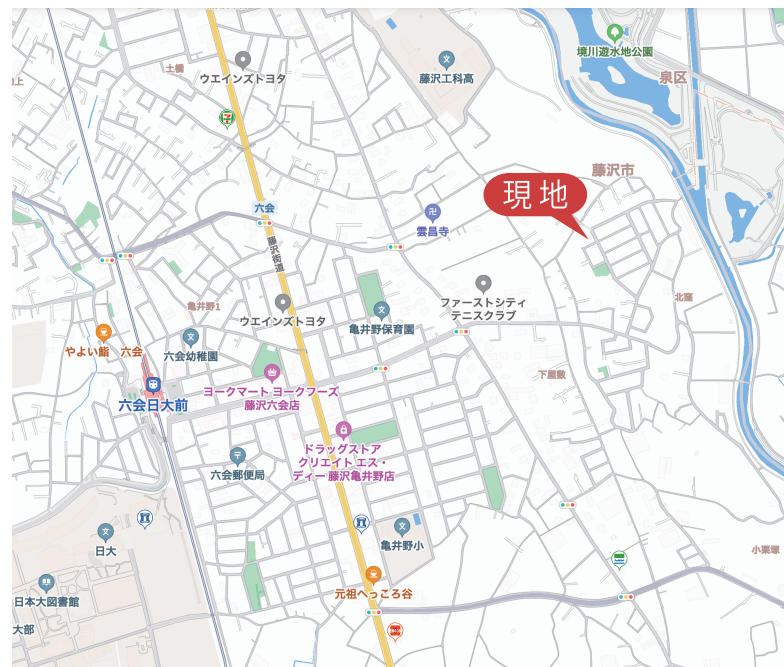 境川遊水地公園
土橋
ウエインズトヨタ
藤沢工科高
泉区
藤沢市
現地
六会
雲昌寺
藤沢街道
亀井野1
ファーストシティ
テニスクラブ
北窪
ウエインズトヨタ
亀井野保育園
やよい鮨
六会
六会幼稚園
下屋敷
六会日大前
ヨークマート ヨークフーズ
藤沢六会店
ドラッグストア
クリエイト エス・
ディー 藤沢亀井野店
六会郵便局
日大
亀井野小
小栗塚
元祖へっころ谷
日本大図書館
大部